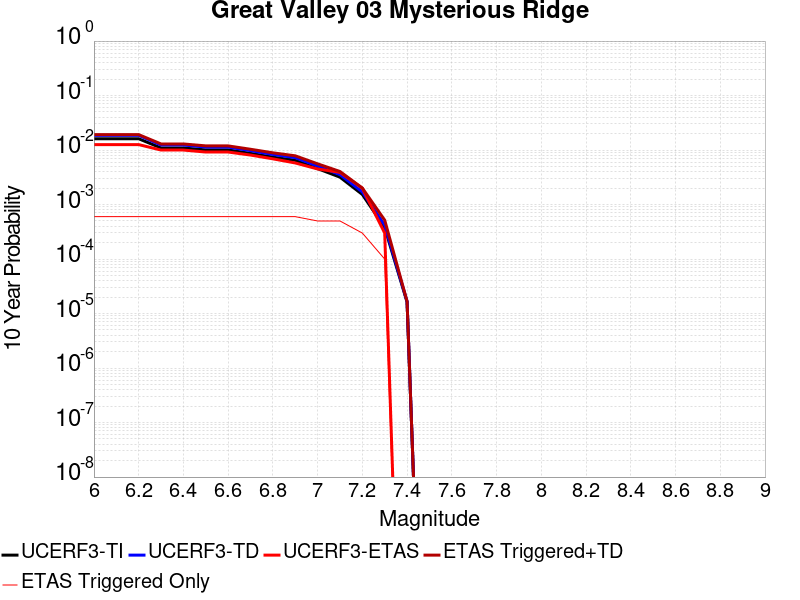 Great Valley 03 Mysterious Ridge
10^0
10^-1
10^-2
10^-3
10^-4
10^-5
10^-6
10^-7
10^-8
10 Year Probability
6 6.2 6.4 6.6 6.8 7 7.2 7.4 7.6 7.8 8 8.2 8.4 8.6 8.8 9
Magnitude
UCERF3-TI UCERF3-TD UCERF3-ETAS ETAS Triggered+TD
ETAS Triggered Only